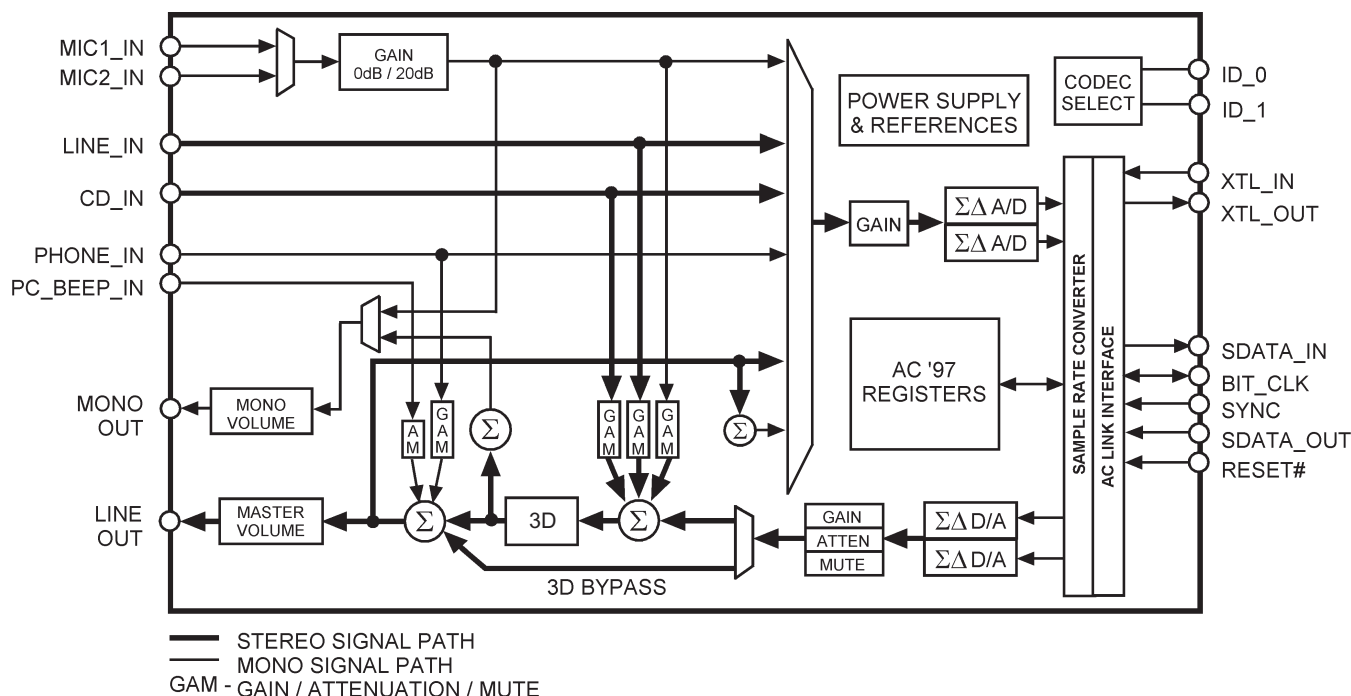 MIC1_IN
MIC2_IN
LINE_IN
CD_IN
PHONE_IN
PC_BEEP_IN
MONO
OUT
LINE
OUT
GAIN
0dB / 20dB
MONO
VOLUME
MASTER
VOLUME
AM
GAM
Σ
GAM
GAM
GAM
Σ
Σ
3D
Σ
3D BYPASS
POWER SUPPLY
& REFERENCES
CODEC
SELECT
GAIN
ΣΔ A/D
ΣΔ A/D
AC '97
REGISTERS
GAIN
ATTEN
MUTE
ΣΔ D/A
ΣΔ D/A
SAMPLE RATE CONVERTER
AC LINK INTERFACE
ID_0
ID_1
XTL_IN
XTL_OUT
SDATA_IN
BIT_CLK
SYNC
SDATA_OUT
RESET#
STEREO SIGNAL PATH
MONO SIGNAL PATH
GAM - GAIN / ATTENUATION / MUTE